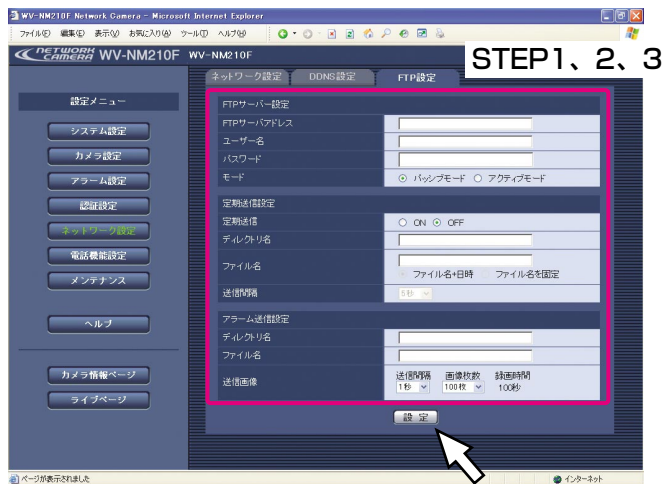 WV-NM210F Network Camera - Microsoft Internet Explorer
ファイル(F) 編集(E) 表示(V) お気に入り(A) ツール(T) ヘルプ(H)
NETWORK CAMERA WV-NM210F WV-NM210F
STEP1、2、3
ネットワーク設定 DDNS設定 FTP設定
設定メニュー
システム設定
カメラ設定
アラーム設定
認証設定
ネットワーク設定
電話機能設定
メンテナンス
ヘルプ
カメラ情報ページ
ライブページ
FTPサーバー設定
FTPサーバアドレス
ユーザー名
パスワード
モード パッシブモード アクティブモード
定期送信設定
定期送信 ON OFF
ディレクトリ名
ファイル名
ファイル名+日時 ファイル名を固定
送信間隔 5秒
アラーム送信設定
ディレクトリ名
ファイル名
送信画像 送信間隔 画像枚数 録画時間
1秒 100枚 100秒
設 定
ページが表示されました インターネット